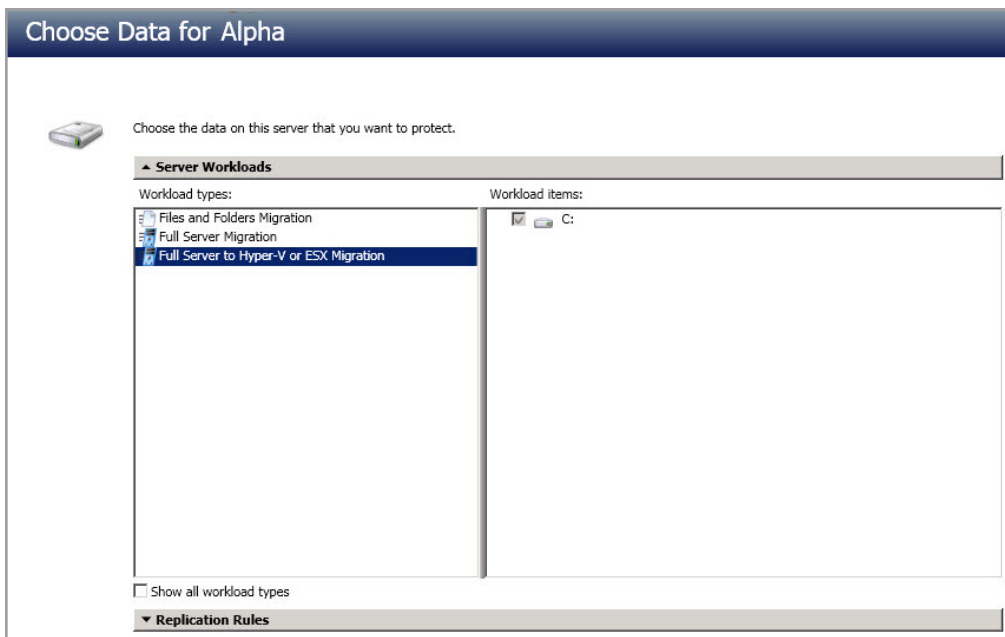 Choose Data for Alpha
Choose the data on this server that you want to protect.
Server Workloads
Workload types:
Workload items:
Files and Folders Migration
Full Server Migration
Full Server to Hyper-V or ESX Migration
C:
Show all workload types
Replication Rules